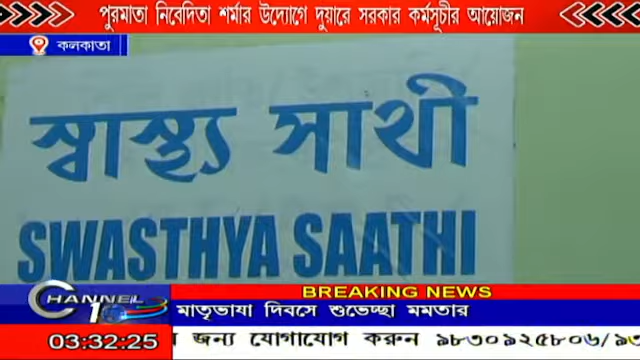 পুরমাতা নিবেদিতা শর্মার উদ্যোগে দুয়ারে সরকার কর্মসূচীর আয়োজন
কলকাতা
স্বাস্থ্য সাথী
SWASTHYA SAATHI
CHANNEL 10
BREAKING NEWS
মাতৃভাষা দিবসে শুভেচ্ছা মমতার
03:32:25
র জন্য যোগাযোগ করুন ৯৮৩০৯২৫৮০৬/৯